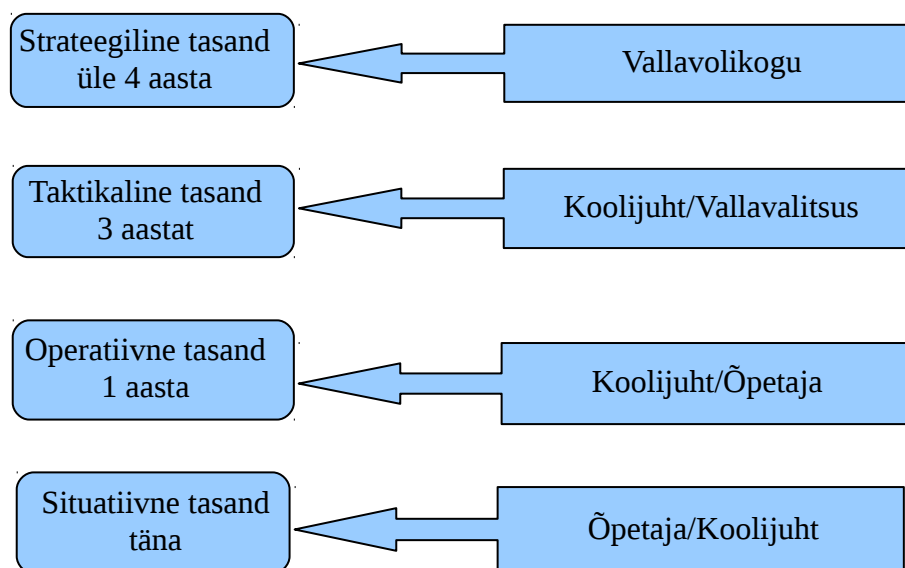 Strateegiline tasand
üle 4 aasta
Vallavolikogu
Taktikaline tasand
3 aastat
Koolijuht/Vallavalitsus
Operatiivne tasand
1 aasta
Koolijuht/Õpetaja
Situatiivne tasand
täna
Õpetaja/Koolijuht